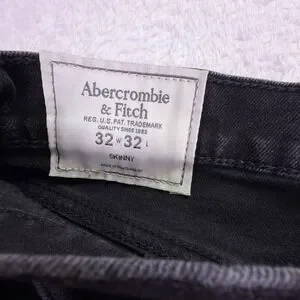 Abercrombie
& Fitch
REG. U.S. PAT. TRADEMARK
QUALITY SINCE 1892
32 W 32 L
SKINNY